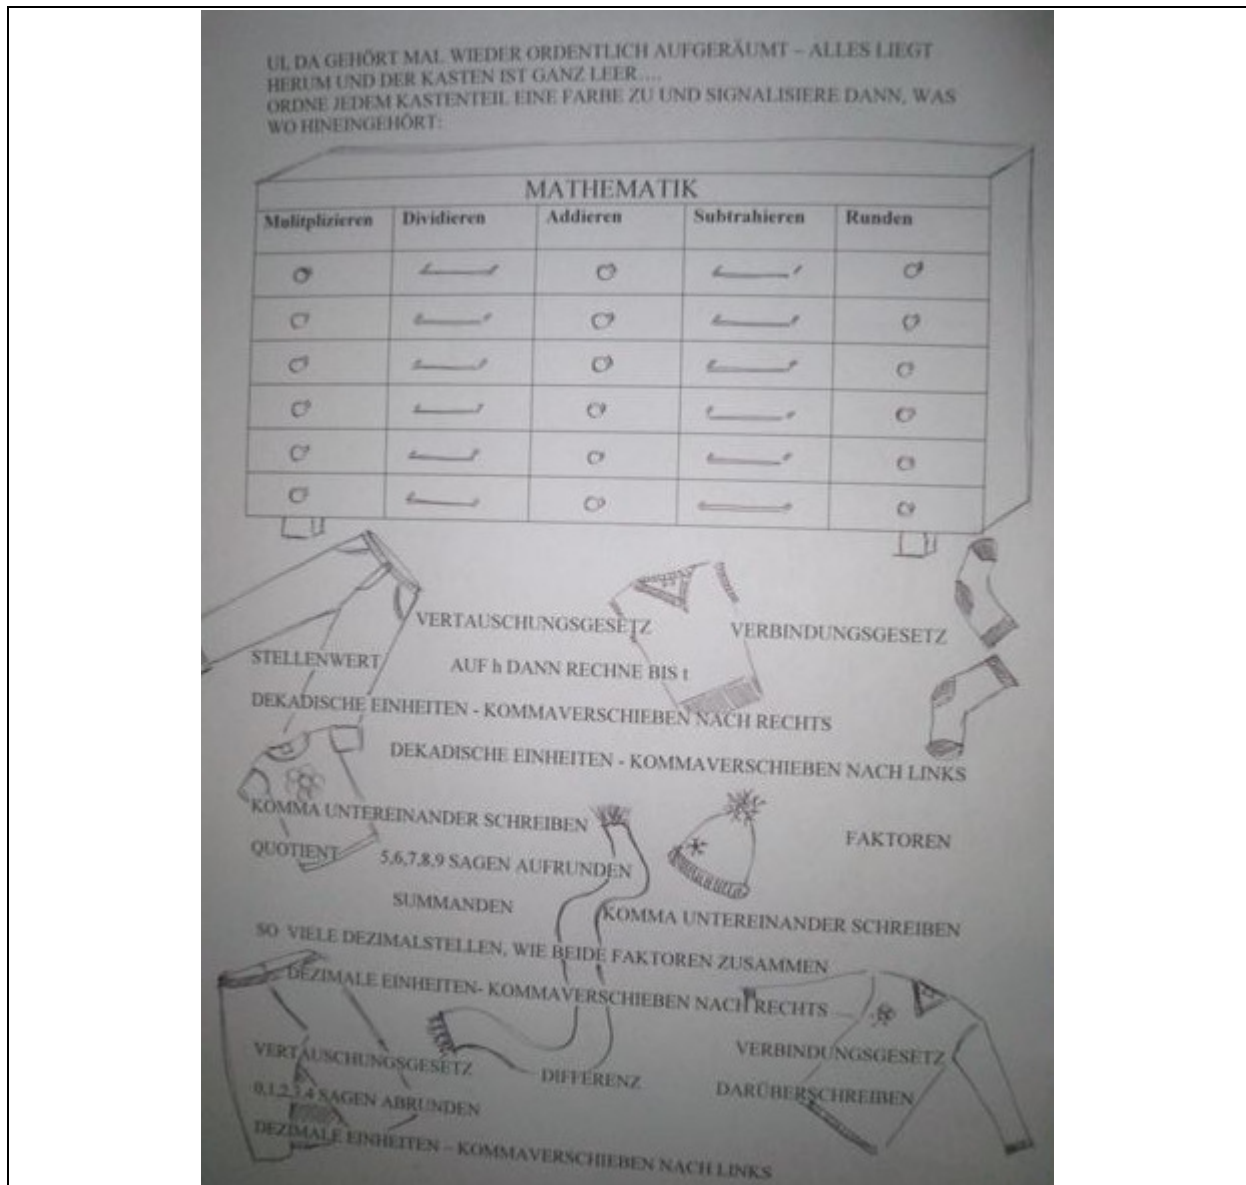 UI, DA GEHÖRT MAL WIEDER ORDENTLICH AUFGERÄUMT – ALLES LIEGT
HERUM UND DER KASTEN IST GANZ LEER….
ORDNE JEDEM KASTENTEIL EINE FARBE ZU UND SIGNALISIERE DANN, WAS
WO HINEINGEHÖRT:
MATHEMATIK
Mulitplizieren Dividieren Addieren Subtrahieren Runden
VERTAUSCHUNGSGESETZ VERBINDUNGSGESETZ
STELLENWERT AUF h DANN RECHNE BIS t
DEKADISCHE EINHEITEN - KOMMAVERSCHIEBEN NACH RECHTS
DEKADISCHE EINHEITEN - KOMMAVERSCHIEBEN NACH LINKS
KOMMA UNTEREINANDER SCHREIBEN FAKTOREN
QUOTIENT 5,6,7,8,9 SAGEN AUFRUNDEN
SUMMANDEN KOMMA UNTEREINANDER SCHREIBEN
SO VIELE DEZIMALSTELLEN, WIE BEIDE FAKTOREN ZUSAMMEN
DEZIMALE EINHEITEN- KOMMAVERSCHIEBEN NACH RECHTS
VERTAUSCHUNGSGESETZ DIFFERENZ VERBINDUNGSGESETZ
0,1,2,3,4 SAGEN ABRUNDEN DARÜBERSCHREIBEN
DEZIMALE EINHEITEN – KOMMAVERSCHIEBEN NACH LINKS